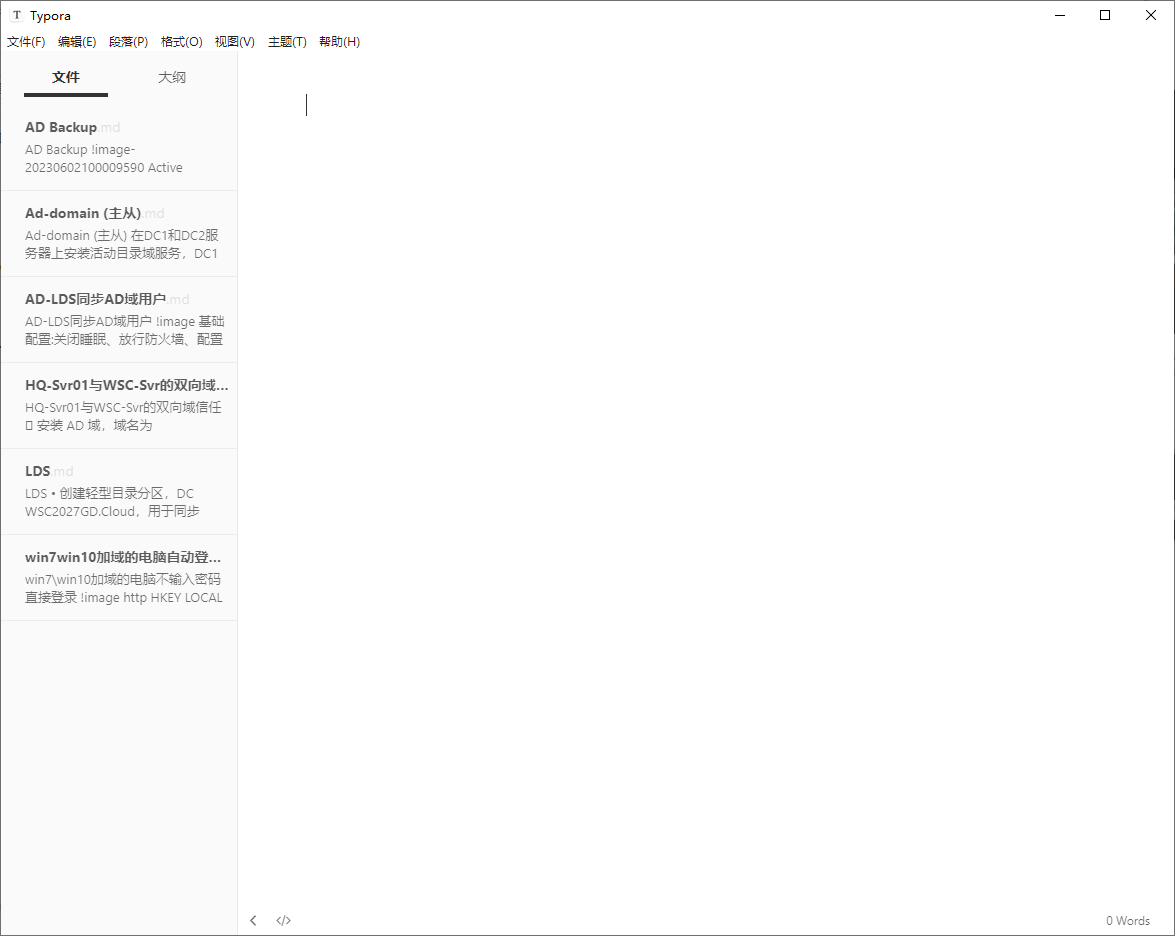 Typora
文件(F) 编辑(E) 段落(P) 格式(O) 视图(V) 主题(T) 帮助(H)
文件 大纲
AD Backup.md
AD Backup !image-
20230602100009590 Active
Ad-domain (主从).md
Ad-domain (主从) 在DC1和DC2服
务器上安装活动目录域服务，DC1
AD-LDS同步AD域用户.md
AD-LDS同步AD域用户 !image 基础
配置:关闭睡眠、放行防火墙、配置
HQ-Svr01与WSC-Svr的双向域...
HQ-Svr01与WSC-Svr的双向域信任
安装 AD 域，域名为
LDS.md
LDS • 创建轻型目录分区，DC
WSC2027GD.Cloud，用于同步
win7win10加域的电脑自动登...
win7\win10加域的电脑不输入密码
直接登录 !image http HKEY LOCAL
</> 0 Words